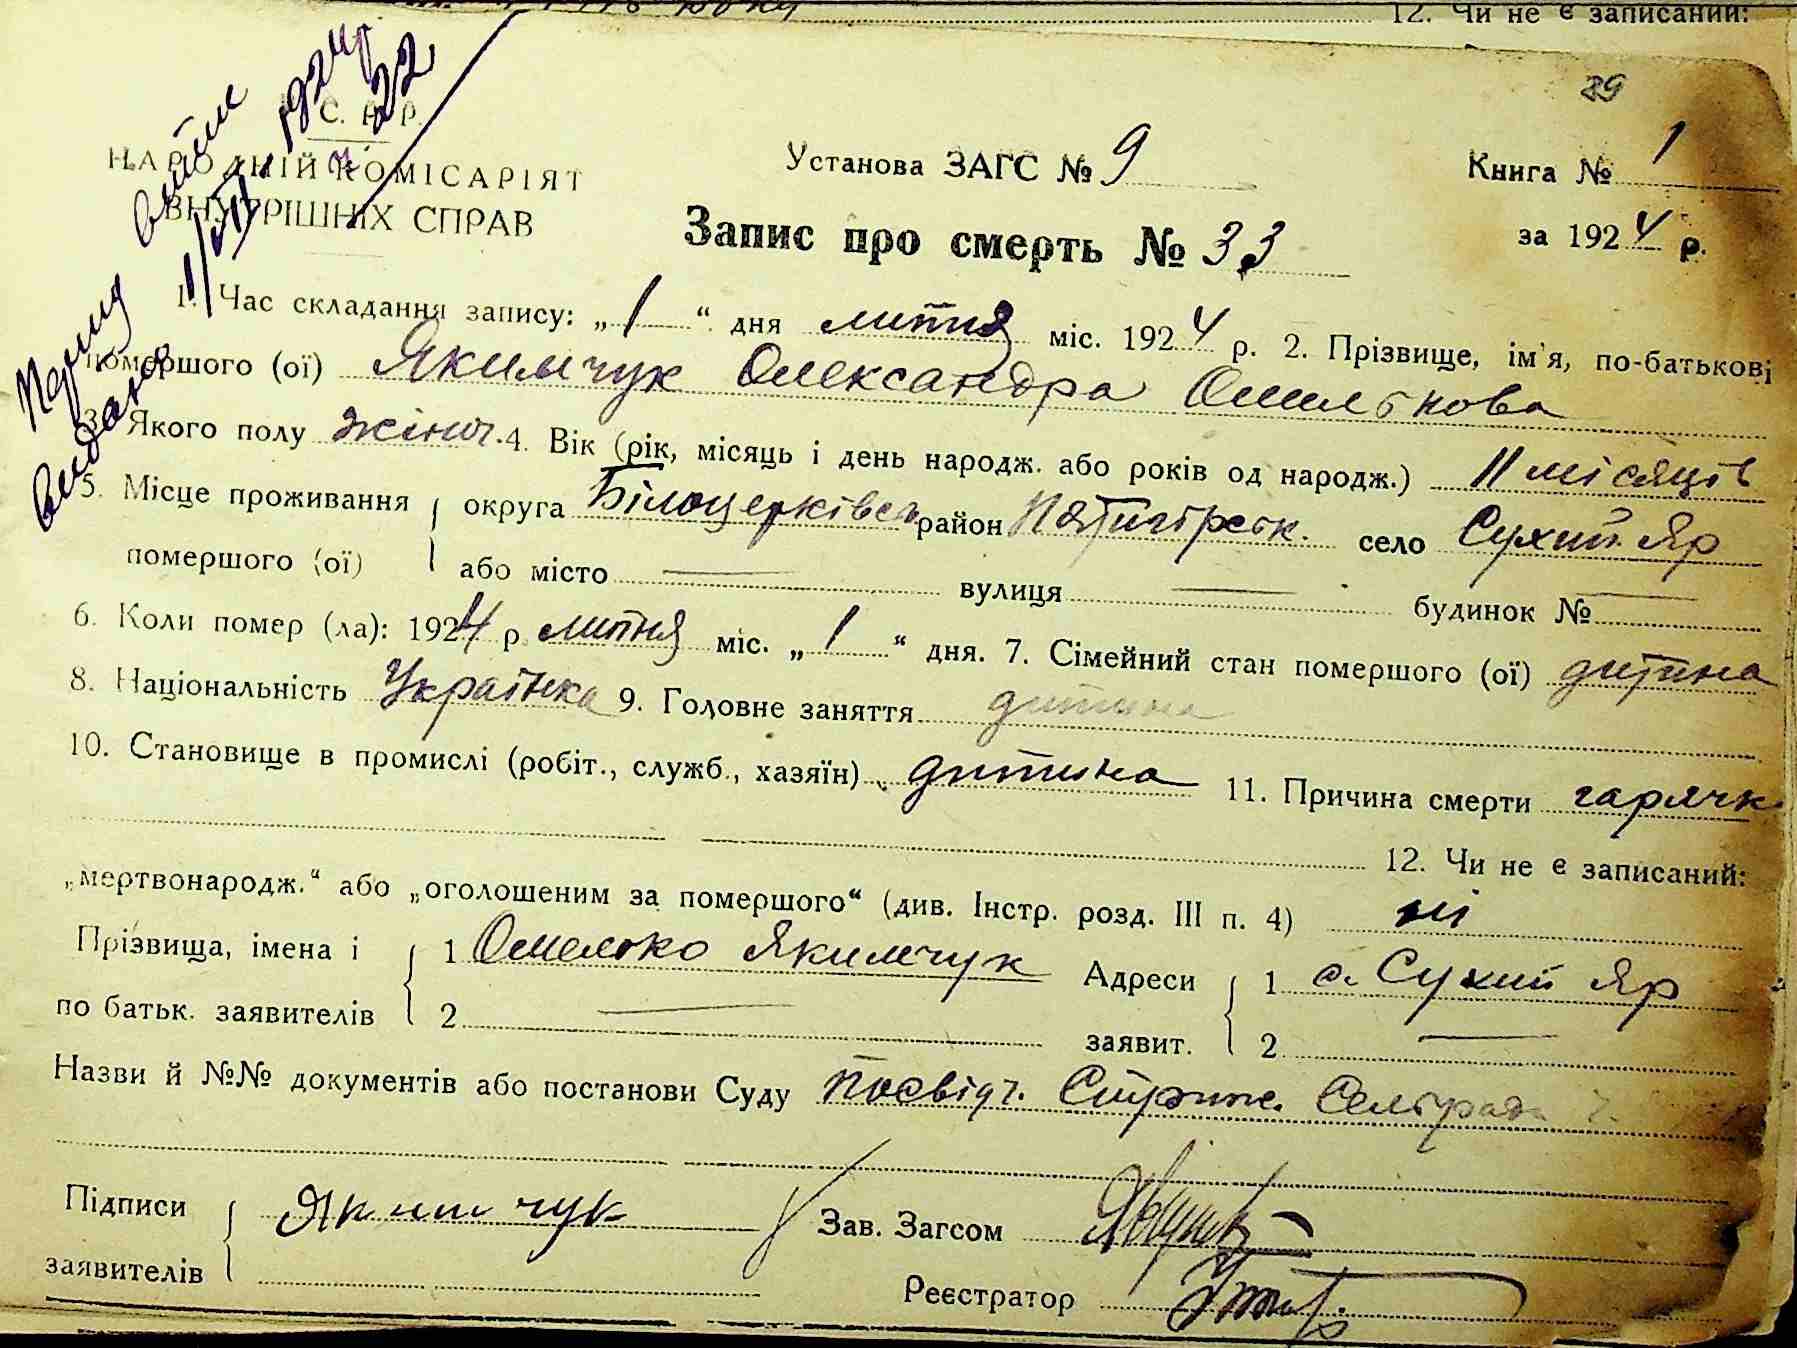 12. Чи не є записаний:
29
С. Р.
НАРОДНІЙ КОМІСАРІЯТ
ВНУТРІШНІХ СПРАВ
видана
Установа ЗАГС № 9
Книга № 1
Запис про смерть № 33
за 1924 р.
1. Час складання запису: „1“ дня липня міс. 1924 р. 2. Прізвище, ім'я, по-батькові
помершого (ої) Якимчук Олександра Омелькова
3. Якого полу жіноч. 4. Вік (рік, місяць і день народж. або років од народж.) 11 місяців
5. Місце проживання округа Білоцерківськ район Пятигірськ. село Сухий Яр
помершого (ої) або місто — вулиця — будинок № —
6. Коли помер (ла): 1924 р. липня міс. „1“ дня. 7. Сімейний стан помершого (ої) дитина
8. Національність Українка 9. Головне заняття дитина
10. Становище в промислі (робіт., служб., хазяїн) дитина 11. Причина смерти гарячк
12. Чи не є записаний:
„мертвонародж.“ або „оголошеним за помершого“ (див. Інстр. розд. III п. 4) ні
Прізвища, імена і 1 Омелько Якимчук Адреси 1 с. Сухий Яр
по батьк. заявителів 2 — заявит. 2 —
Назви й №№ документів або постанови Суду посвідч. Сельради
Підписи Якимчук Зав. Загсом
заявителів Реєстратор